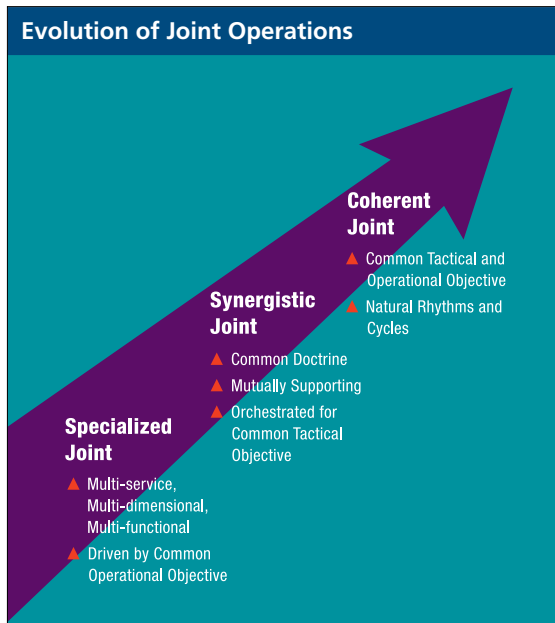 Evolution of Joint Operations
Coherent
Joint
▲ Common Tactical and
Operational Objective
▲ Natural Rhythms and
Cycles
Synergistic
Joint
▲ Common Doctrine
▲ Mutually Supporting
▲ Orchestrated for
Common Tactical
Objective
Specialized
Joint
▲ Multi-service,
Multi-dimensional,
Multi-functional
▲ Driven by Common
Operational Objective